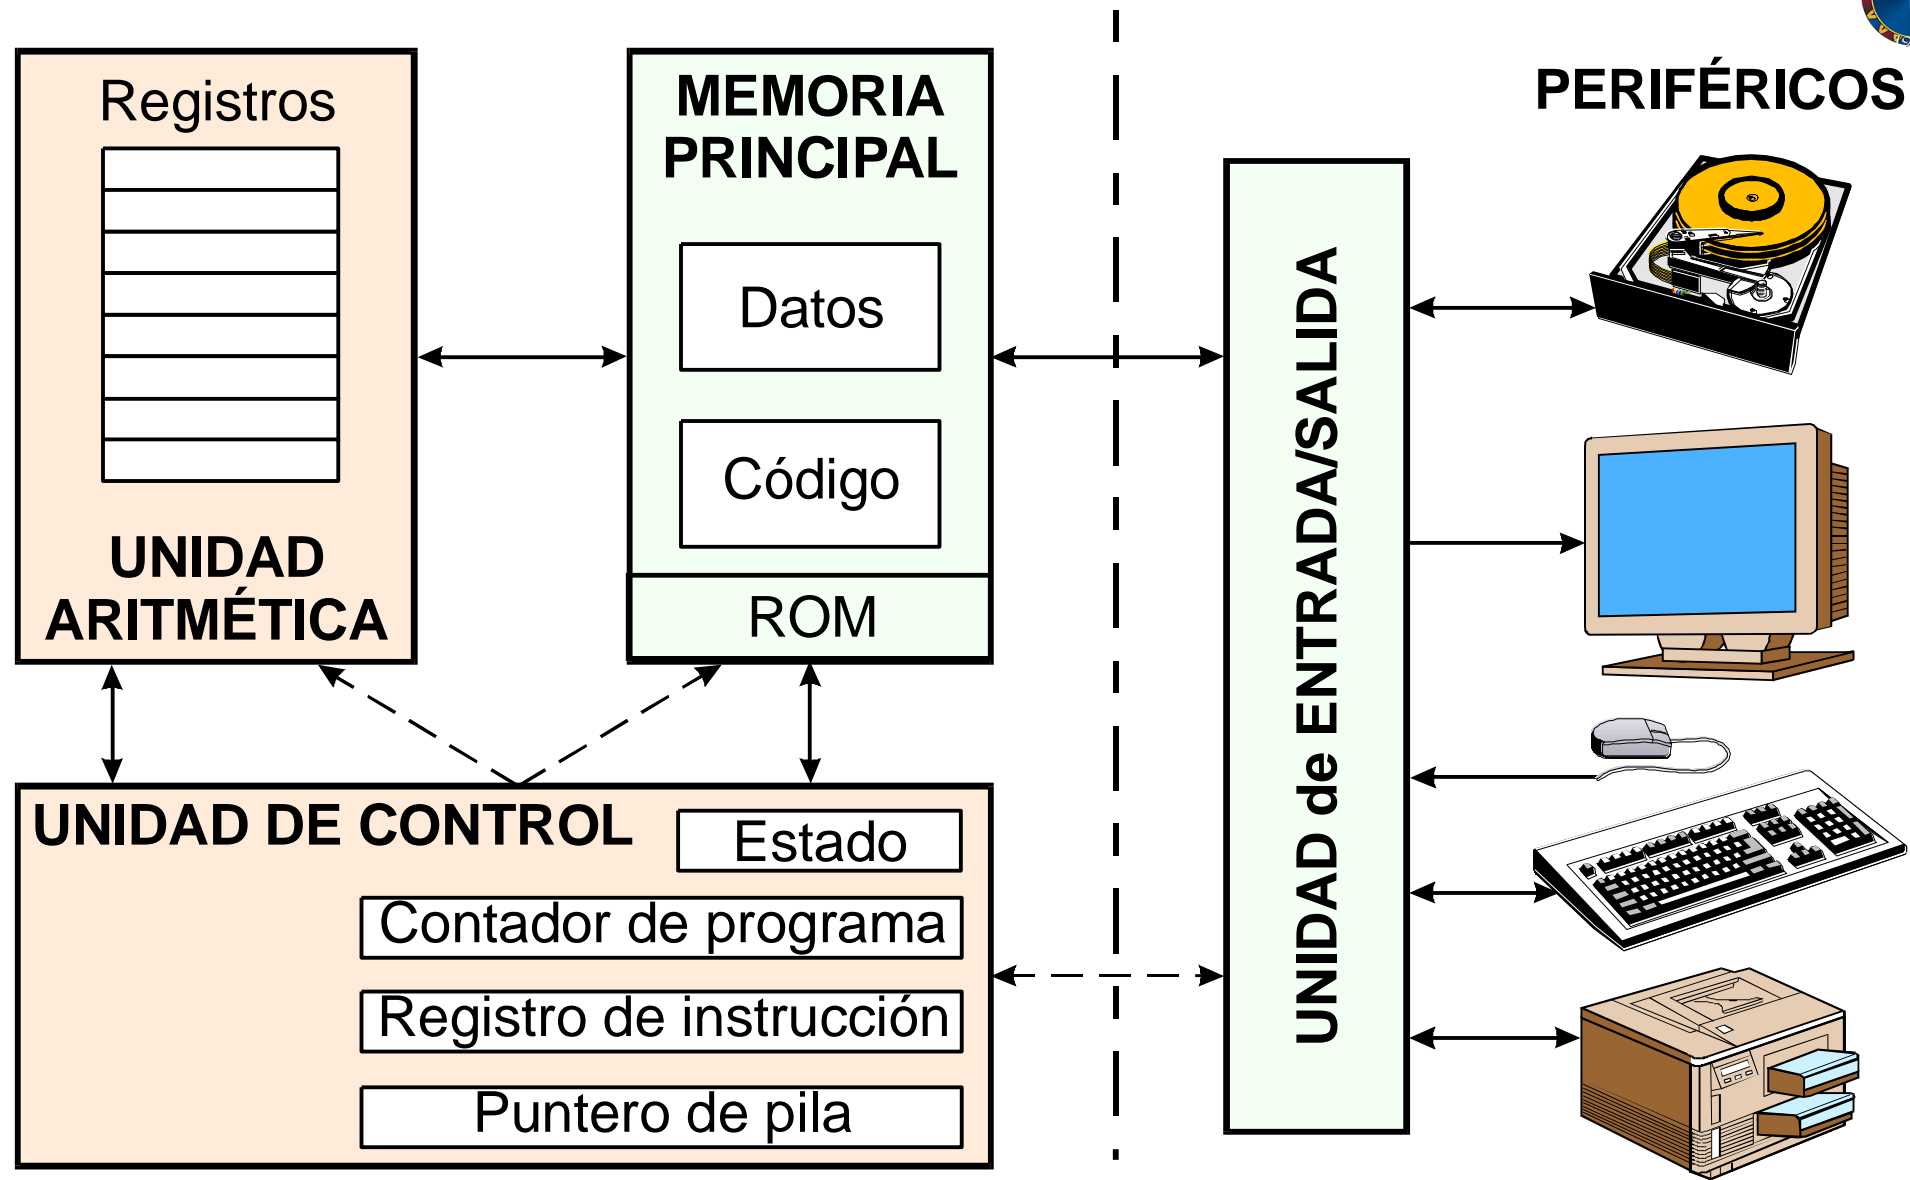 Registros
UNIDAD
ARITMÉTICA
MEMORIA
PRINCIPAL
Datos
Código
ROM
UNIDAD DE CONTROL
Estado
Contador de programa
Registro de instrucción
Puntero de pila
UNIDAD de ENTRADA/SALIDA
PERIFÉRICOS